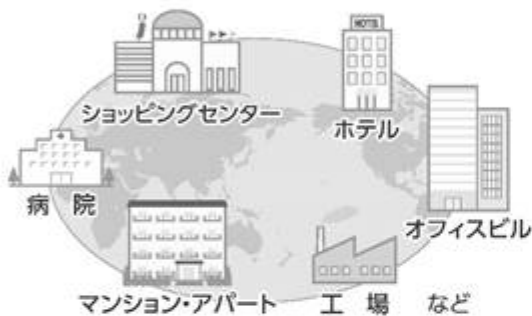 HOTEL
ショッピングセンター
ホテル
病院
オフィスビル
マンション・アパート
工場 など